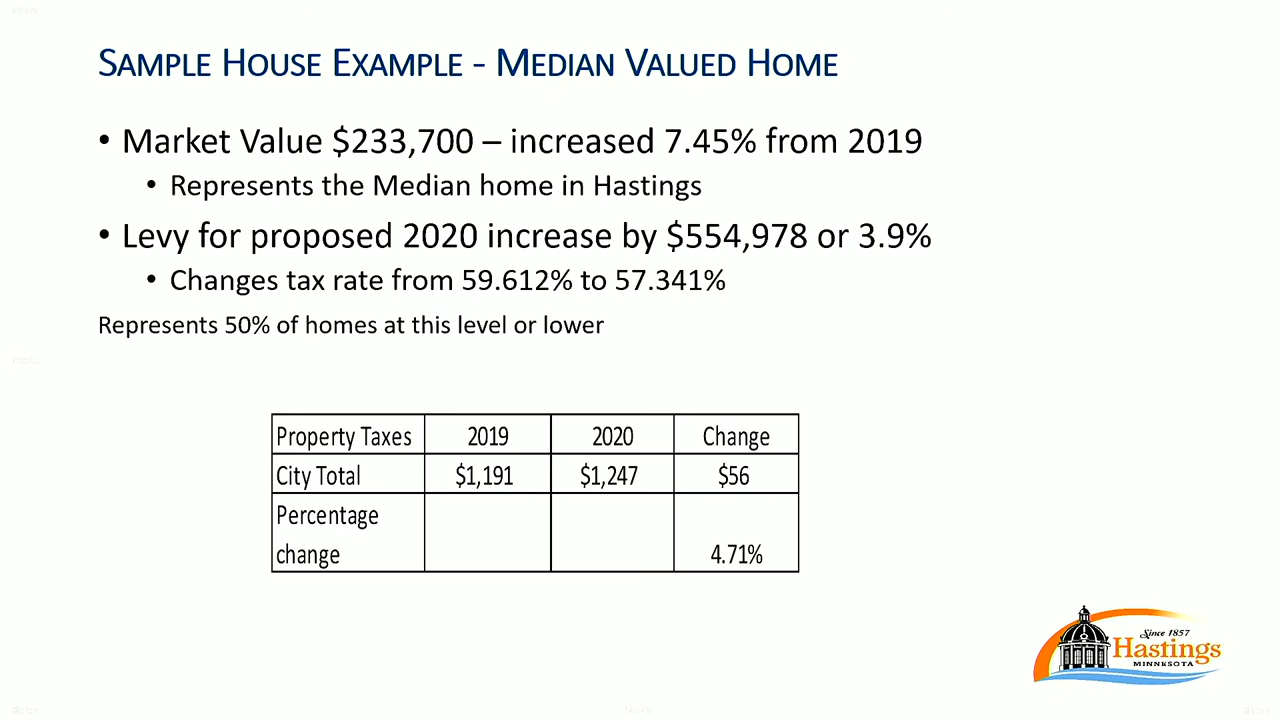 SAMPLE HOUSE EXAMPLE - MEDIAN VALUED HOME
• Market Value $233,700 – increased 7.45% from 2019
• Represents the Median home in Hastings
• Levy for proposed 2020 increase by $554,978 or 3.9%
• Changes tax rate from 59.612% to 57.341%
Represents 50% of homes at this level or lower
Property Taxes 2019 2020 Change
City Total $1,191 $1,247 $56
Percentage
change 4.71%
Since 1857
Hastings
MINNESOTA